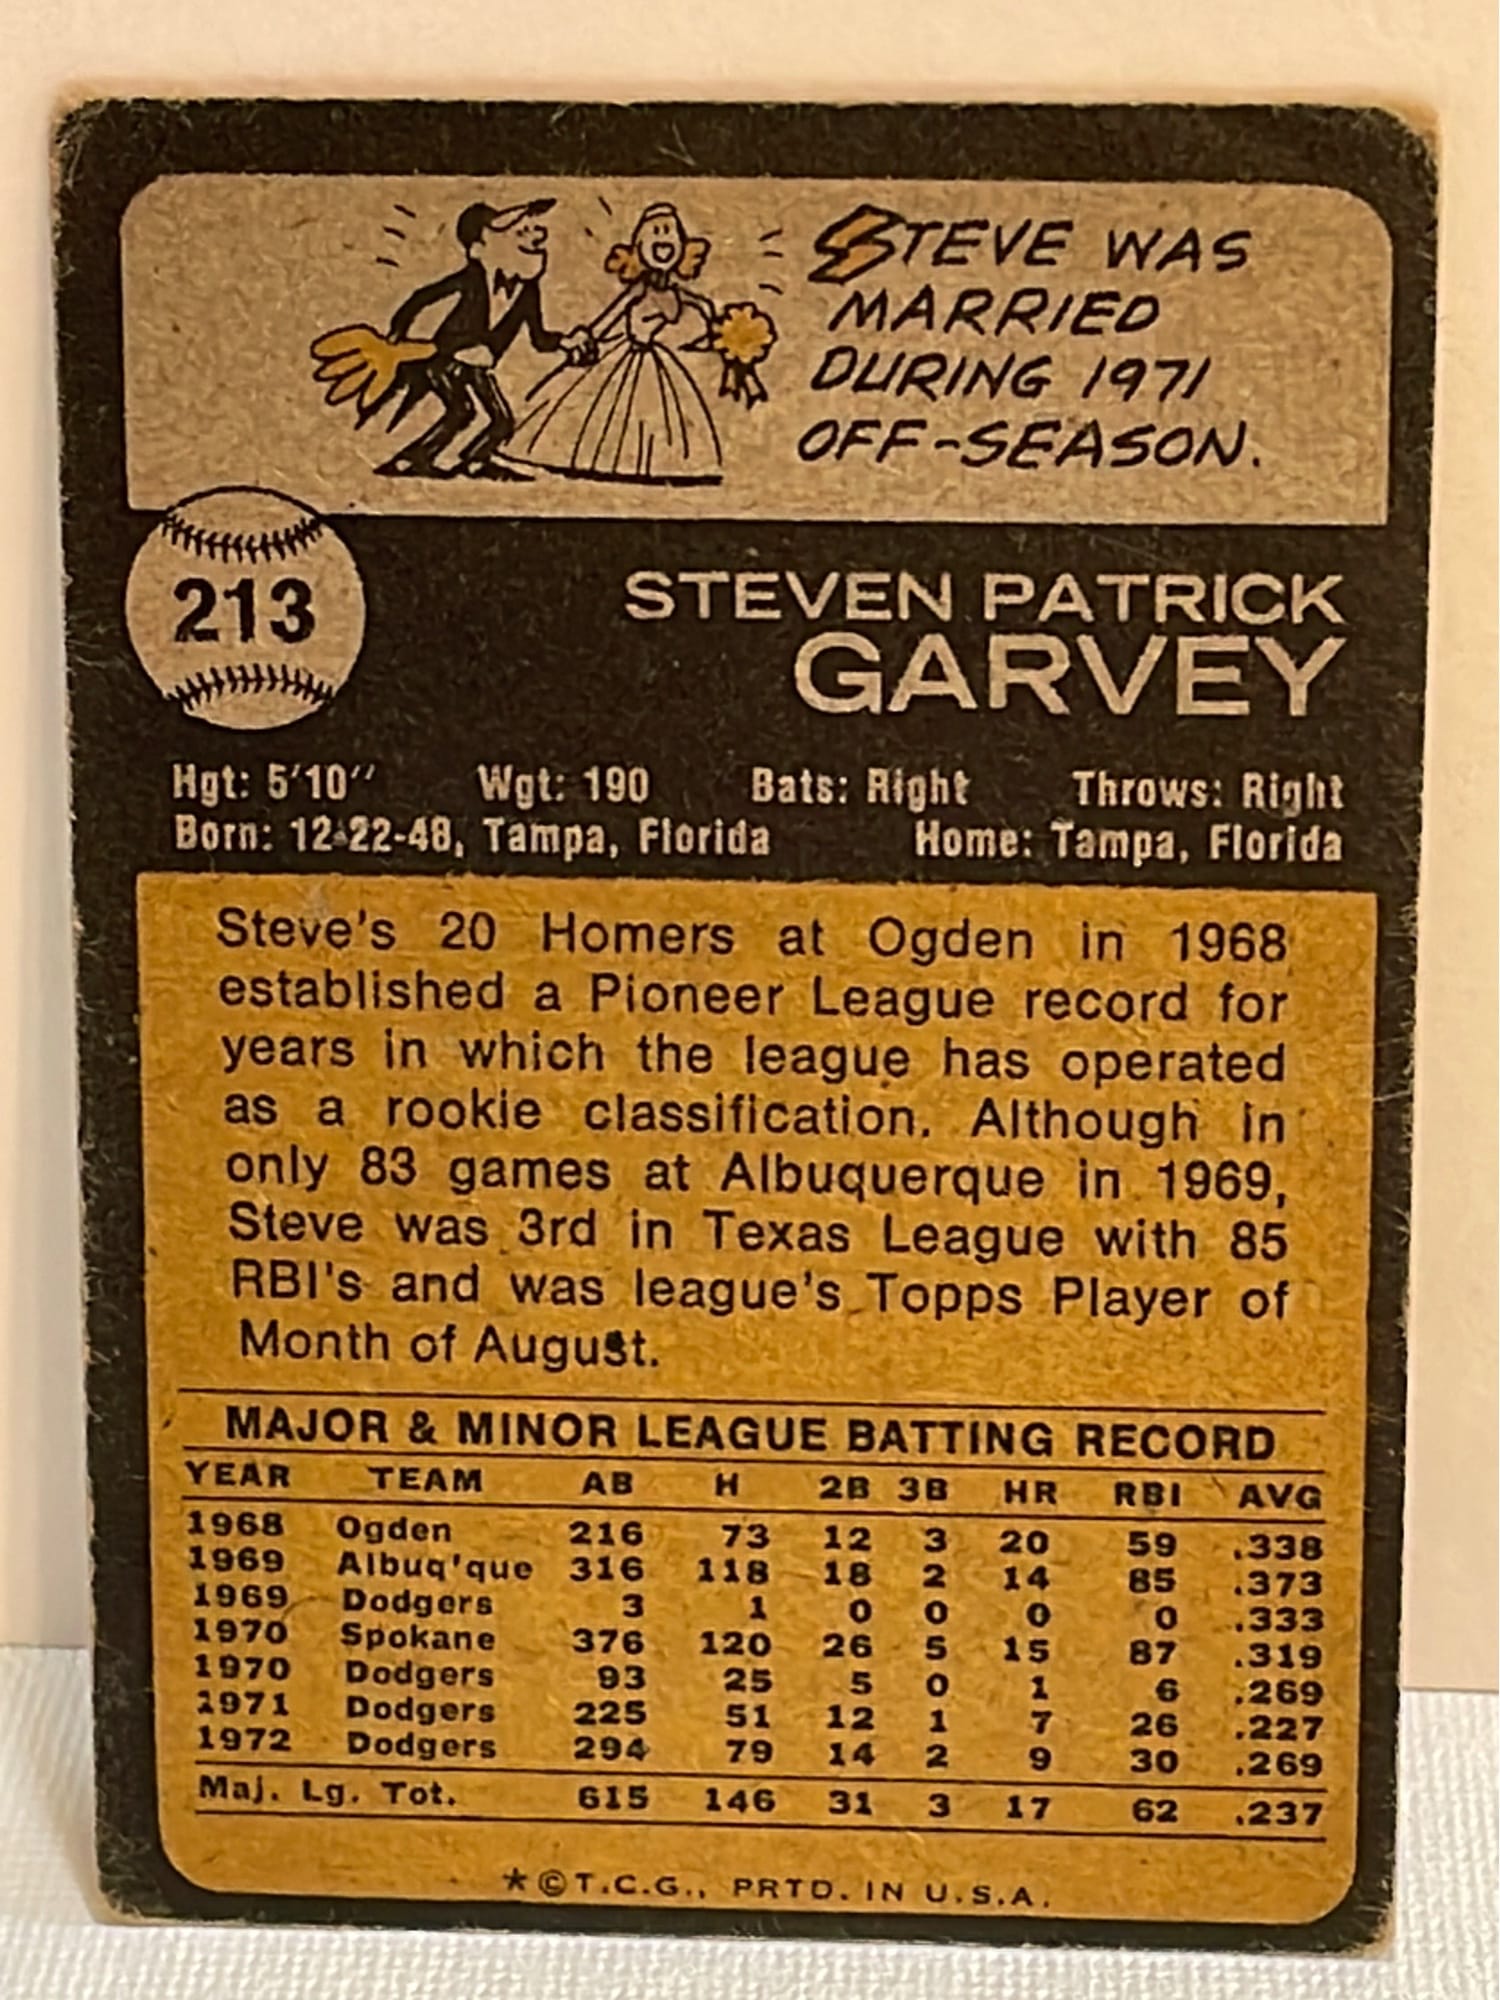 STEVE WAS
MARRIED
DURING 1971
OFF-SEASON.
213
STEVEN PATRICK
GARVEY
Hgt: 5'10" Wgt: 190 Bats: Right Throws: Right
Born: 12-22-48, Tampa, Florida Home: Tampa, Florida
Steve's 20 Homers at Ogden in 1968
established a Pioneer League record for
years in which the league has operated
as a rookie classification. Although in
only 83 games at Albuquerque in 1969,
Steve was 3rd in Texas League with 85
RBI's and was league's Topps Player of
Month of August.
MAJOR & MINOR LEAGUE BATTING RECORD
YEAR TEAM AB H 2B 3B HR RBI AVG
1968 Ogden 216 73 12 3 20 59 .338
1969 Albuq'que 316 118 18 2 14 85 .373
1969 Dodgers 3 1 0 0 0 0 .333
1970 Spokane 376 120 26 5 15 87 .319
1970 Dodgers 93 25 5 0 1 6 .269
1971 Dodgers 225 51 12 1 7 26 .227
1972 Dodgers 294 79 14 2 9 30 .269
Maj. Lg. Tot. 615 146 31 3 17 62 .237
*© T.C.G., PRTD. IN U.S.A.